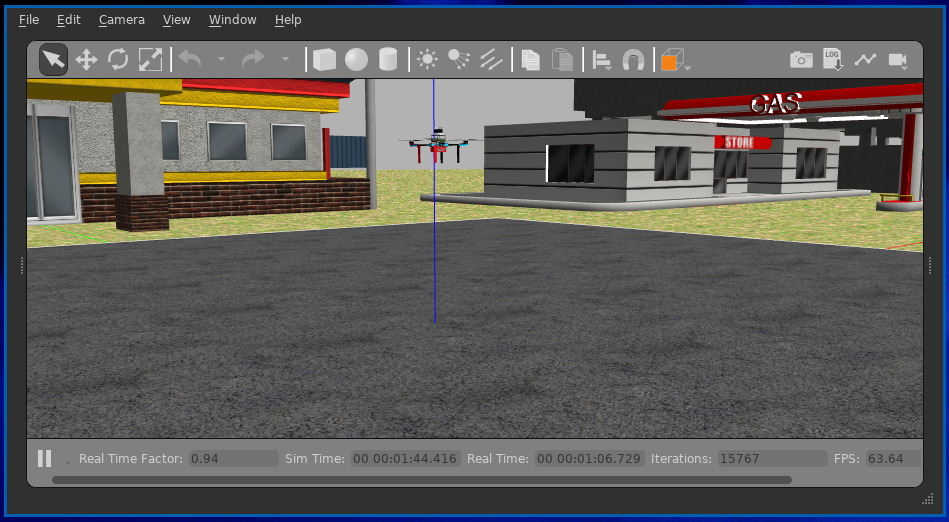 File Edit Camera View Window Help
LOG
GAS
STORE
Real Time Factor: 0.94 Sim Time: 00 00:01:44.416 Real Time: 00 00:01:06.729 Iterations: 15767 FPS: 63.64